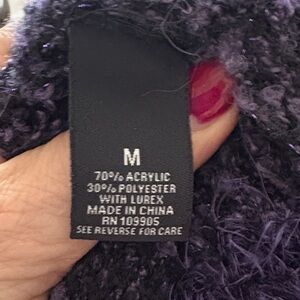 M
70% ACRYLIC
30% POLYESTER
WITH LUREX
MADE IN CHINA
RN 109905
SEE REVERSE FOR CARE